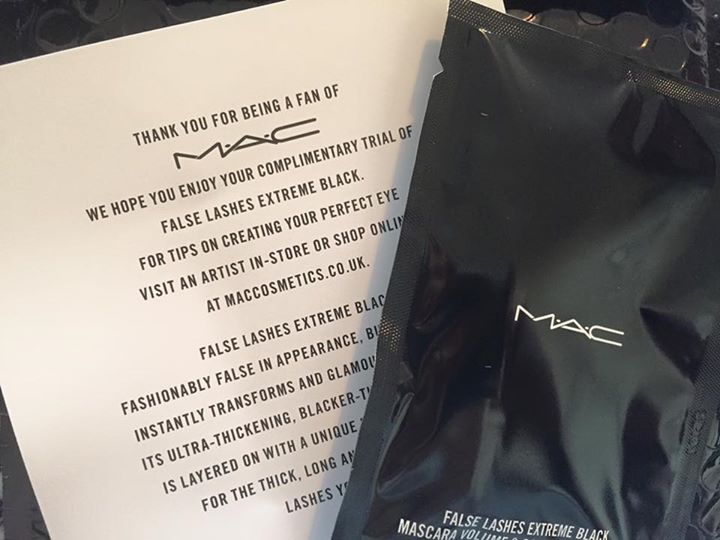 THANK YOU FOR BEING A FAN OF
MAC
WE HOPE YOU ENJOY YOUR COMPLIMENTARY TRIAL OF
FALSE LASHES EXTREME BLACK.
FOR TIPS ON CREATING YOUR PERFECT EYE
VISIT AN ARTIST IN-STORE OR SHOP
AT MACCOSMETICS.CO.UK.
FALSE LASHES EXTREME
FASHIONABLY FALSE IN APPEARANCE,
INSTANTLY TRANSFORMS AND
ITS ULTRA-THICKENING,
IS LAYERED ON WITH A UNIQUE
FOR THE THICK, LONG
LASHES
MAC
FALSE LASHES EXTREME BLACK
MASCARA